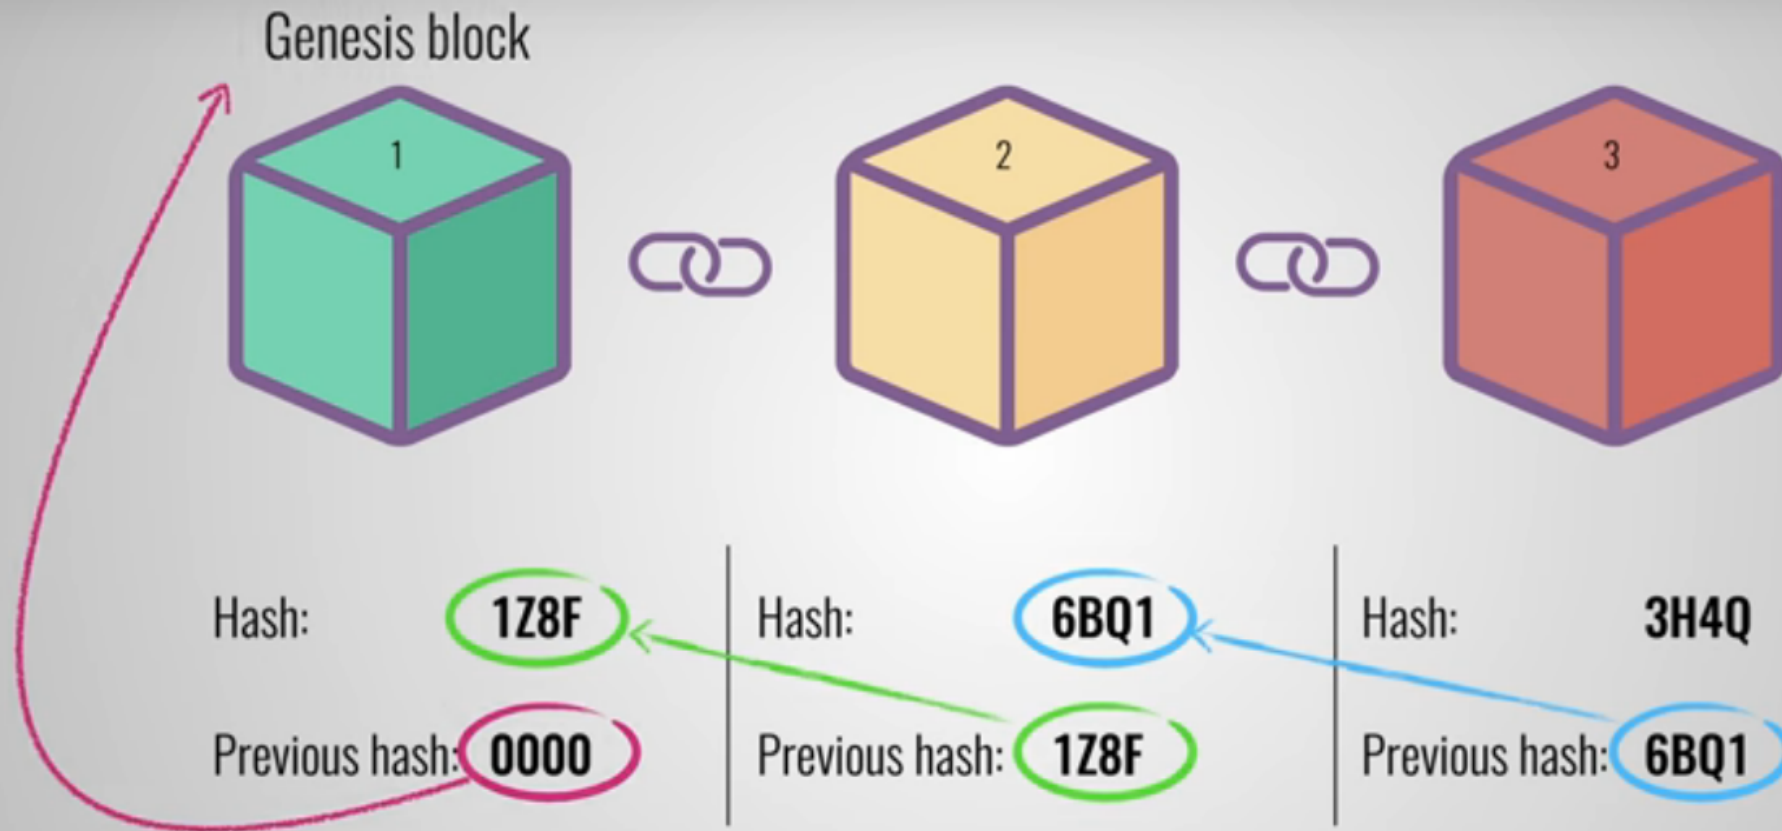 Genesis block
1
2
3
Hash: 1Z8F
Previous hash: 0000
Hash: 6BQ1
Previous hash: 1Z8F
Hash: 3H4Q
Previous hash: 6BQ1